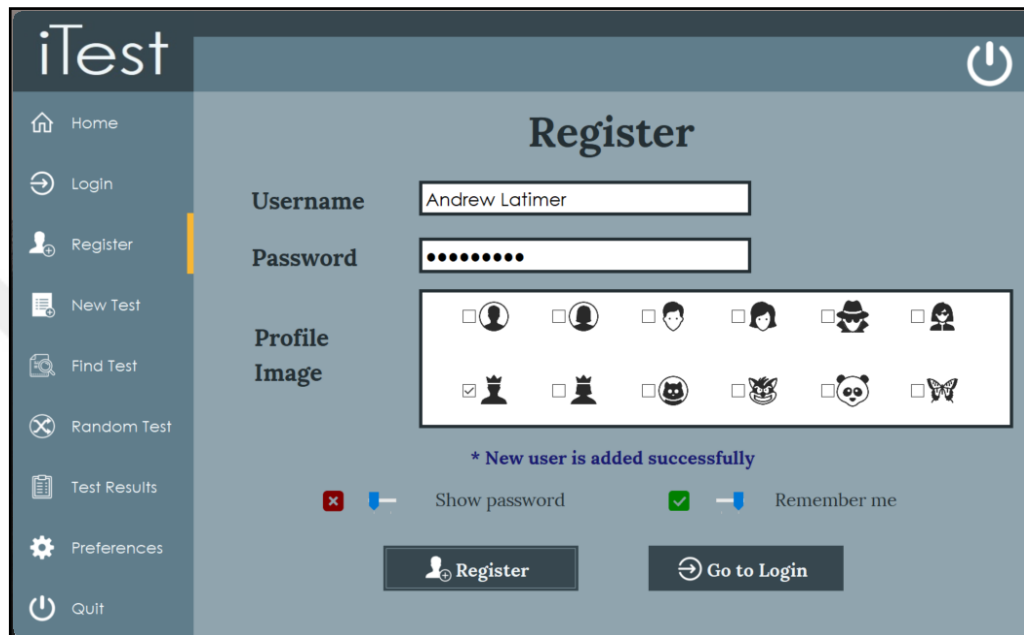 iTest
Home
Login
Register
New Test
Find Test
Random Test
Test Results
Preferences
Quit
Register
Username
Andrew Latimer
Password
•••••••••
Profile
Image
* New user is added successfully
Show password
Remember me
Register
Go to Login